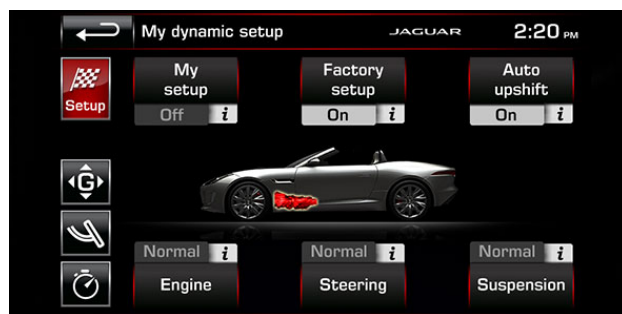 My dynamic setup JAGUAR 2:20 PM
Setup
My setup
Off i
Factory setup
On i
Auto upshift
On i
G
Normal i
Engine
Normal i
Steering
Normal i
Suspension